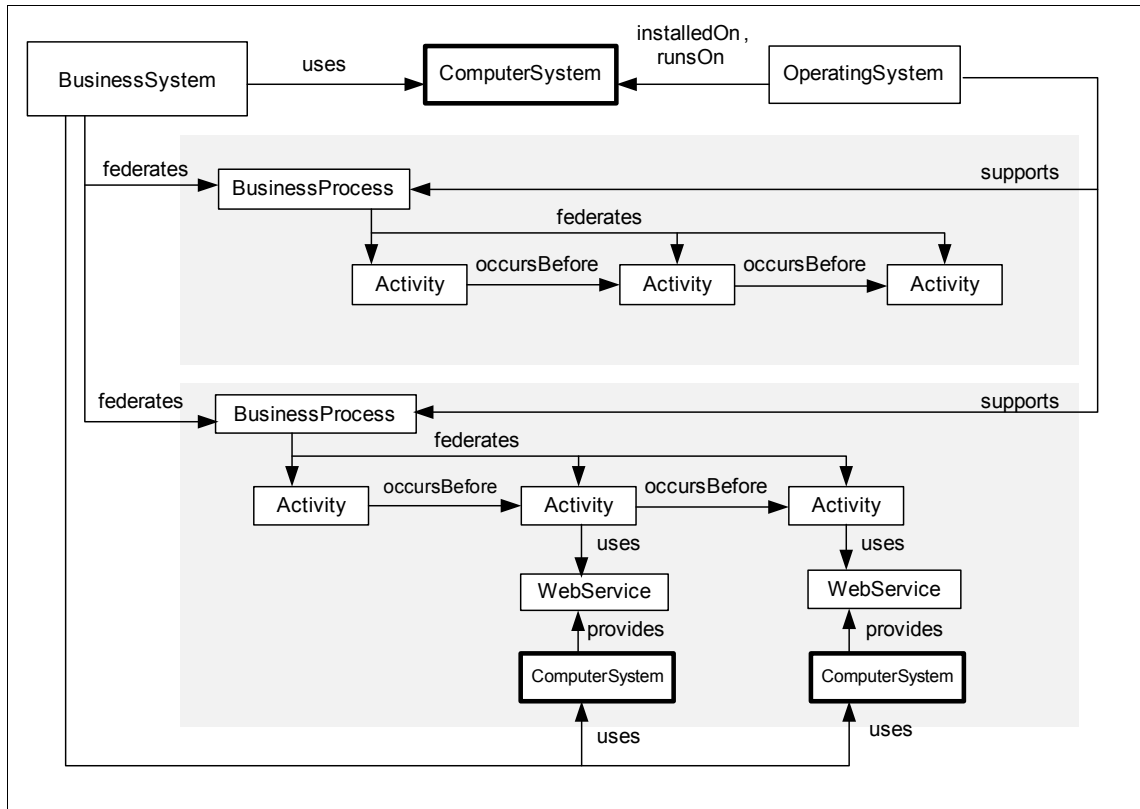 installedOn ,
runsOn
BusinessSystem
uses
ComputerSystem
OperatingSystem
federates
BusinessProcess
supports
federates
Activity
occursBefore
Activity
occursBefore
Activity
federates
BusinessProcess
supports
federates
Activity
occursBefore
Activity
occursBefore
Activity
uses
uses
WebService
WebService
provides
provides
ComputerSystem
ComputerSystem
uses
uses